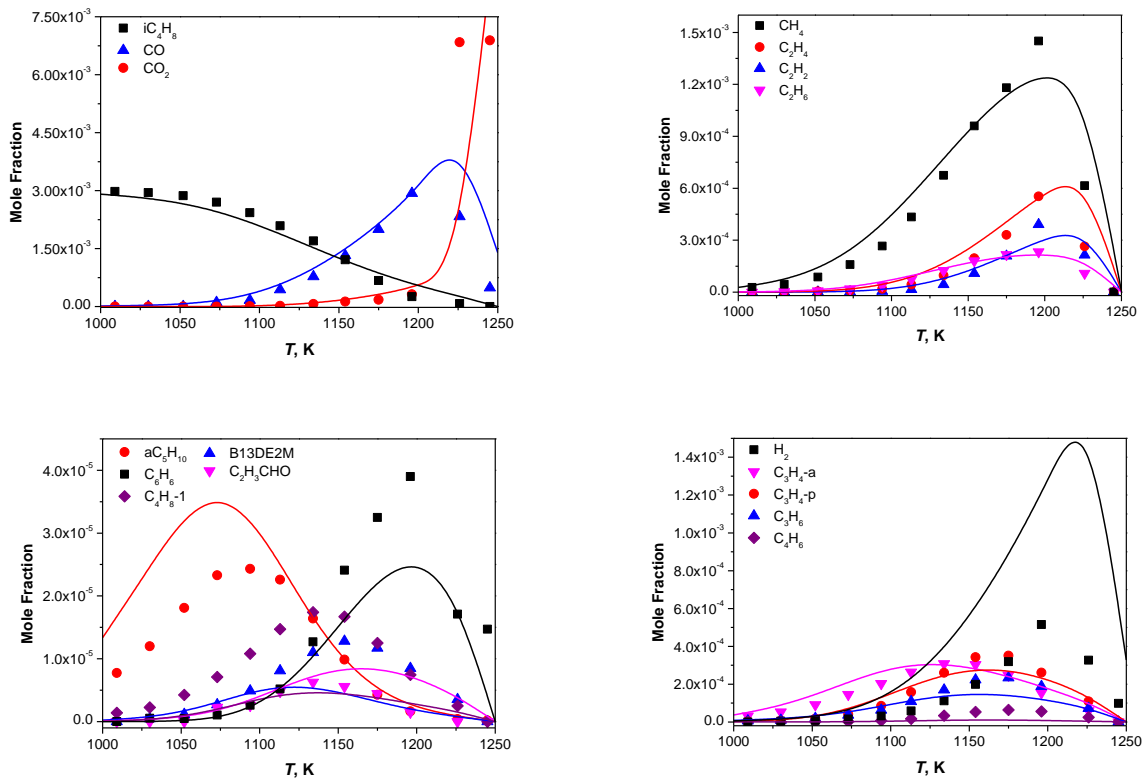 7.50x10⁻³
6.00x10⁻³
4.50x10⁻³
3.00x10⁻³
1.50x10⁻³
0.00
Mole Fraction
iC₄H₈
CO
CO₂
1000 1050 1100 1150 1200 1250
T, K
1.5x10⁻³
1.2x10⁻³
9.0x10⁻⁴
6.0x10⁻⁴
3.0x10⁻⁴
0.0
Mole Fraction
CH₄
C₂H₄
C₂H₂
C₂H₆
1000 1050 1100 1150 1200 1250
T, K
4.0x10⁻⁵
3.0x10⁻⁵
2.0x10⁻⁵
1.0x10⁻⁵
0.0
Mole Fraction
aC₅H₁₀ B13DE2M
C₆H₆ C₂H₃CHO
C₄H₈-1
1000 1050 1100 1150 1200 1250
T, K
1.4x10⁻³
1.2x10⁻³
1.0x10⁻³
8.0x10⁻⁴
6.0x10⁻⁴
4.0x10⁻⁴
2.0x10⁻⁴
0.0
Mole Fraction
H₂
C₃H₄-a
C₃H₄-p
C₃H₆
C₄H₆
1000 1050 1100 1150 1200 1250
T, K